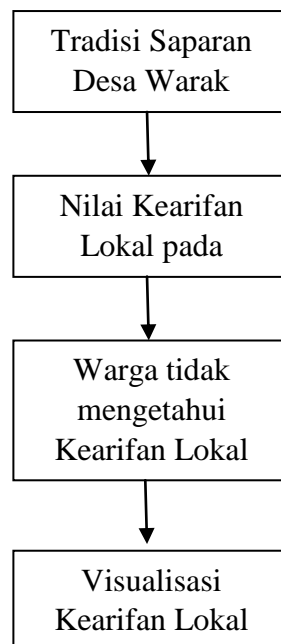 Tradisi Saparan
Desa Warak
Nilai Kearifan
Lokal pada
Warga tidak
mengetahui
Kearifan Lokal
Visualisasi
Kearifan Lokal